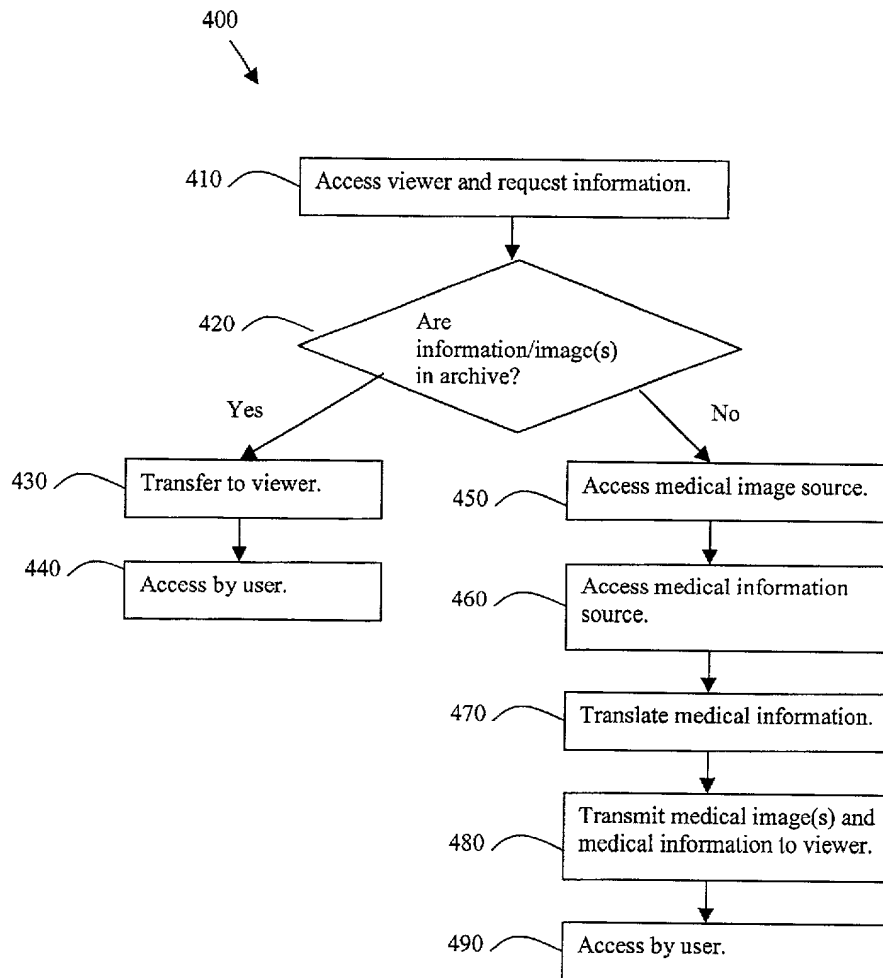 400
410
Access viewer and request information.
420
Are
information/image(s)
in archive?
Yes
No
430
Transfer to viewer.
440
Access by user.
450
Access medical image source.
460
Access medical information
source.
470
Translate medical information.
480
Transmit medical image(s) and
medical information to viewer.
490
Access by user.